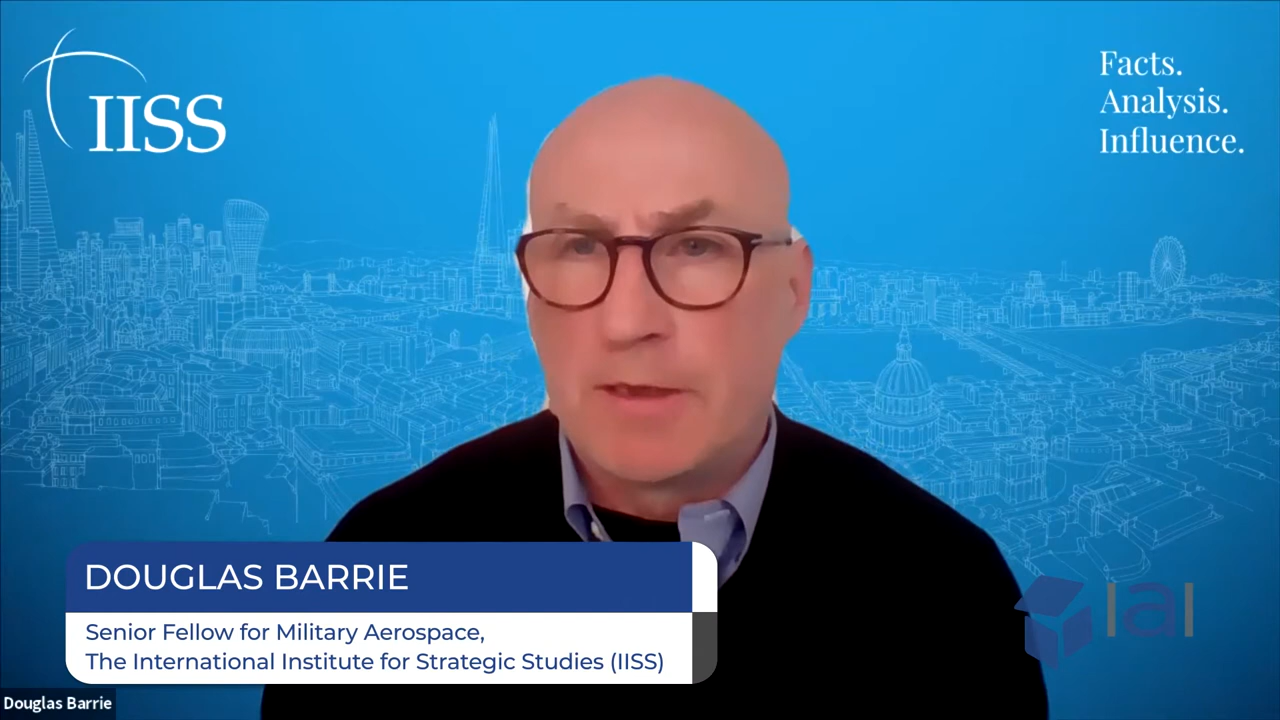 IISS
Facts.
Analysis.
Influence.
DOUGLAS BARRIE
Senior Fellow for Military Aerospace,
The International Institute for Strategic Studies (IISS)
iai
Douglas Barrie